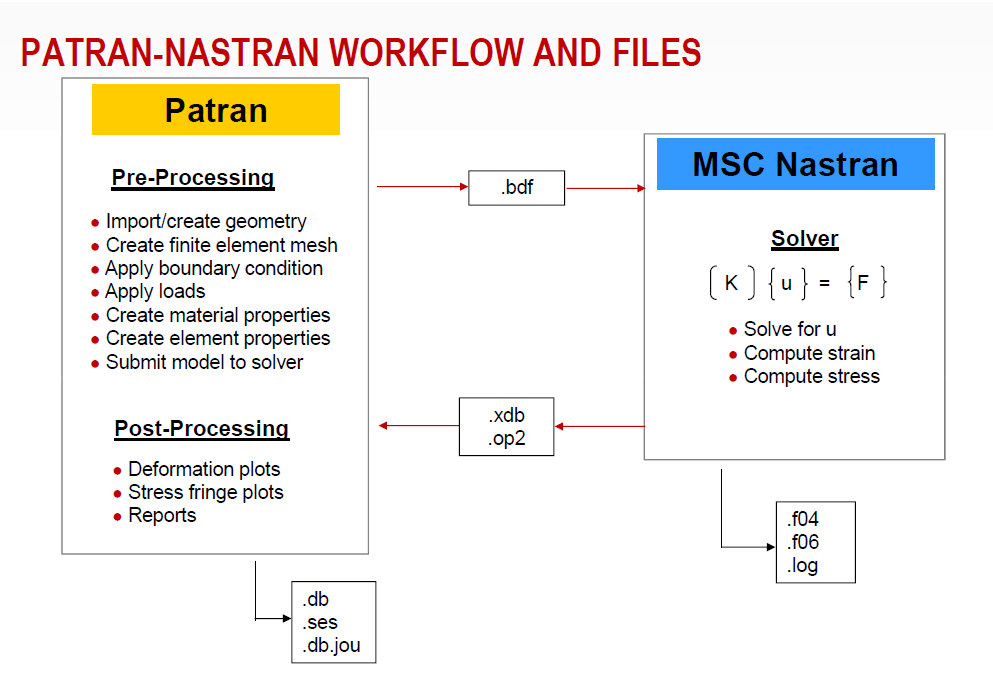 PATRAN-NASTRAN WORKFLOW AND FILES
Patran
Pre-Processing
• Import/create geometry
• Create finite element mesh
• Apply boundary condition
• Apply loads
• Create material properties
• Create element properties
• Submit model to solver
Post-Processing
• Deformation plots
• Stress fringe plots
• Reports
.bdf
MSC Nastran
Solver
[ K ] { u } = { F }
• Solve for u
• Compute strain
• Compute stress
.xdb
.op2
.f04
.f06
.log
.db
.ses
.db.jou